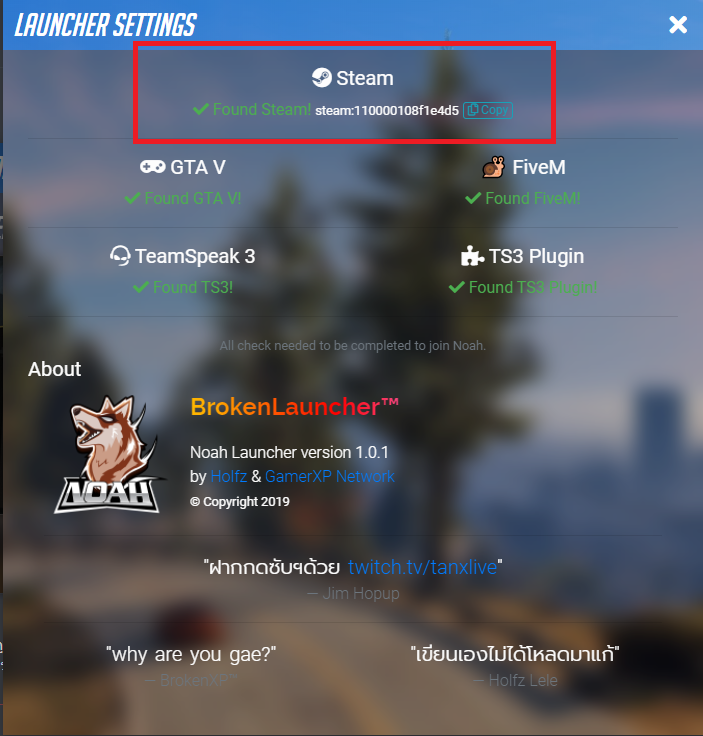 LAUNCHER SETTINGS
Steam
Found Steam! steam:110000108f1e4d5 Copy
GTA V
FiveM
Found GTA V!
Found FiveM!
TeamSpeak 3
TS3 Plugin
Found TS3!
Found TS3 Plugin!
All check needed to be completed to join Noah.
About
BrokenLauncher™
NOAH
Noah Launcher version 1.0.1
by Holfz & GamerXP Network
© Copyright 2019
"ฝากกดซับฯด้วย twitch.tv/tanxlive"
— Jim Hopup
"why are you gae?"
"เขียนเองไม่ได้โหลดมาแก้"
— BrokenXP™
— Holfz Lele